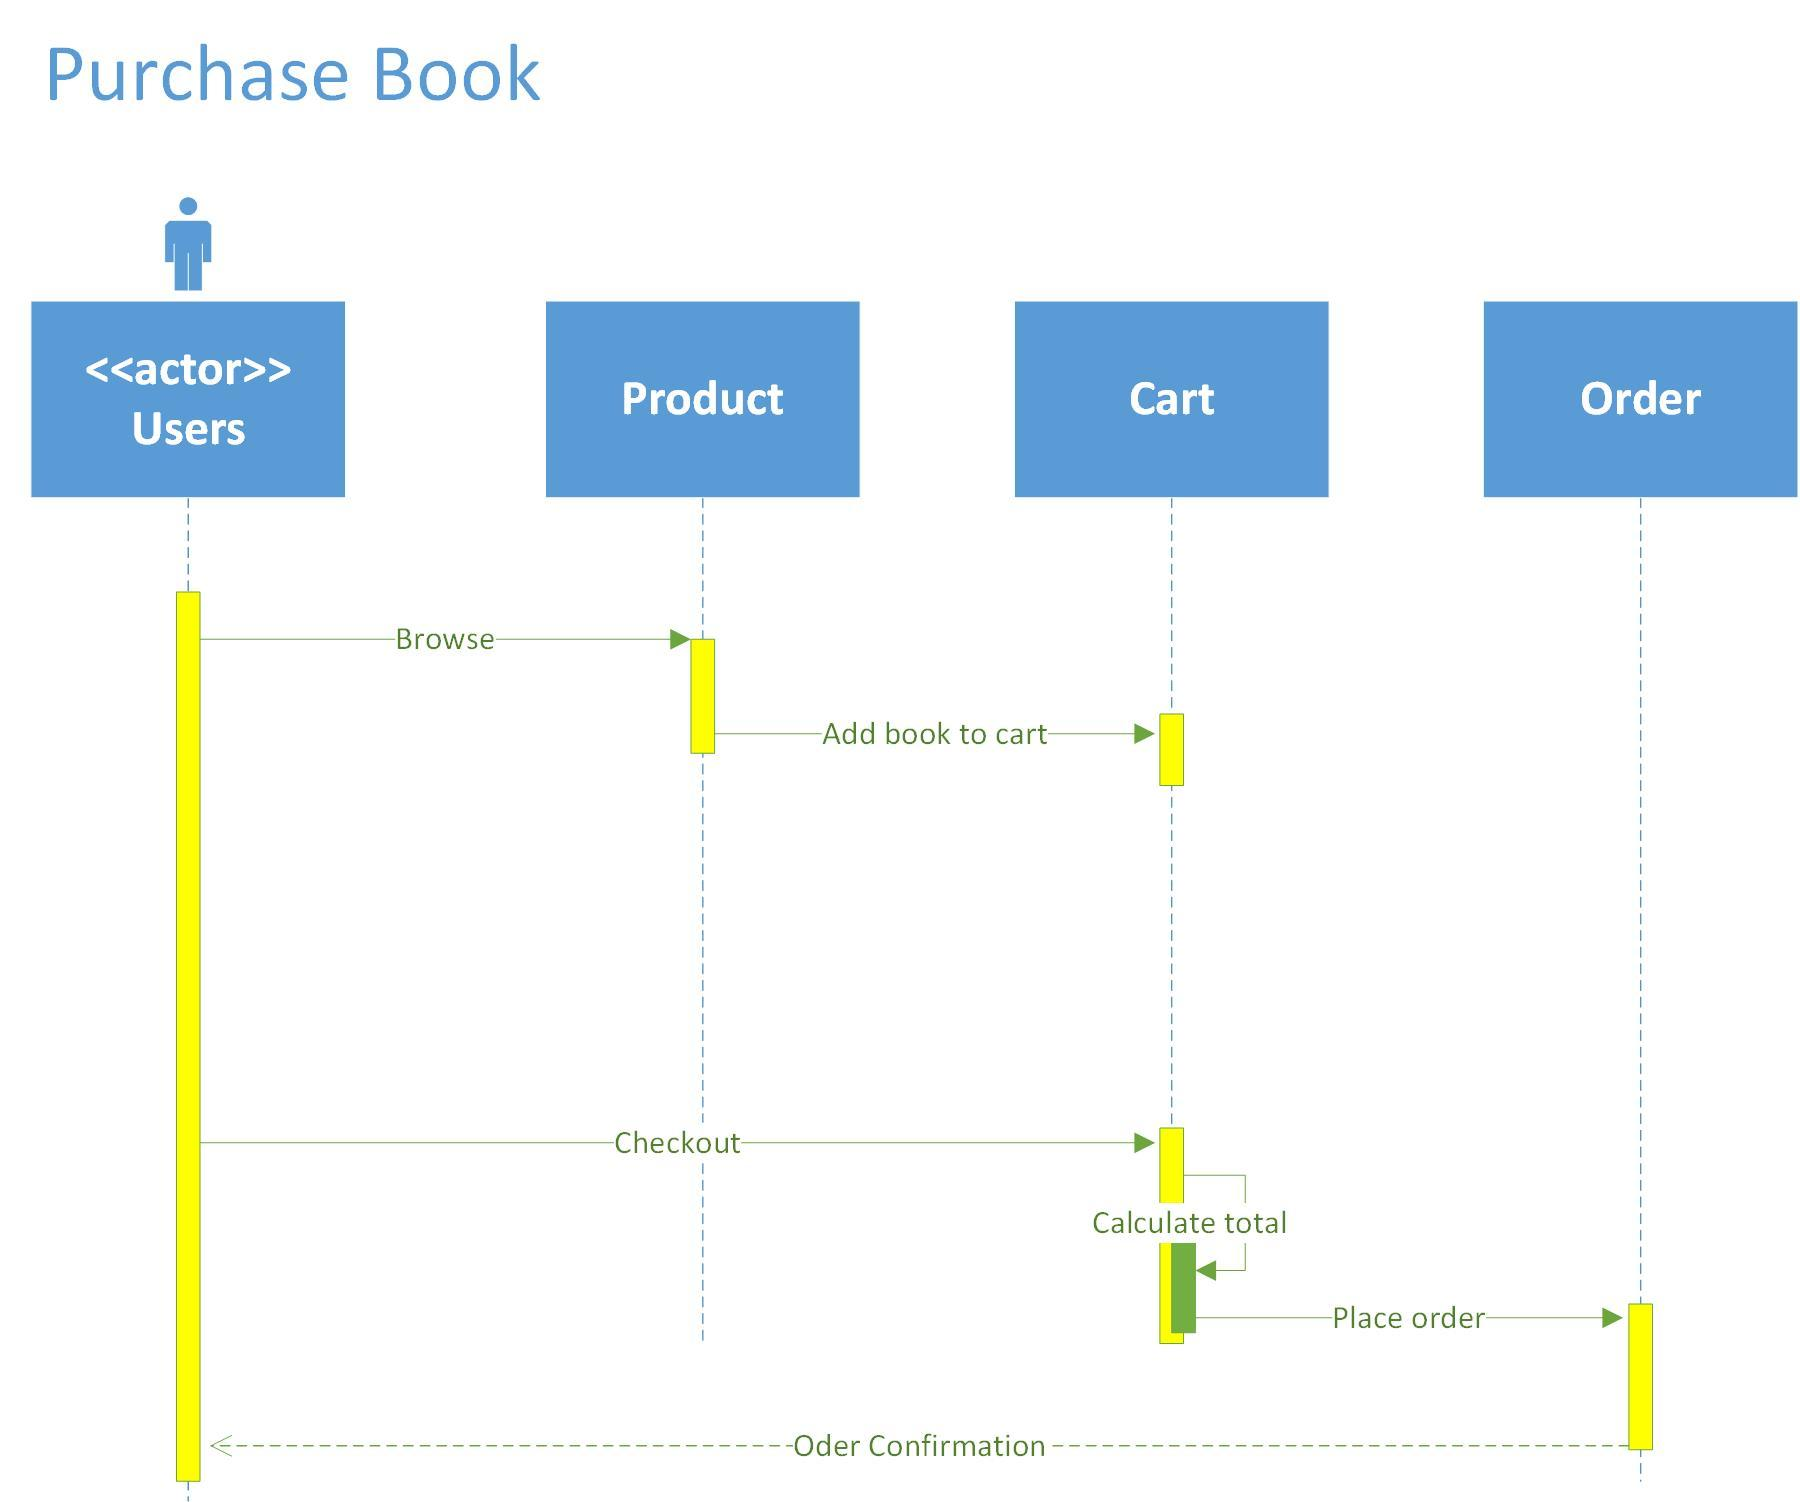 Purchase Book
<<actor>>
Users
Product
Cart
Order
Browse
Add book to cart
Checkout
Calculate total
Place order
Oder Confirmation